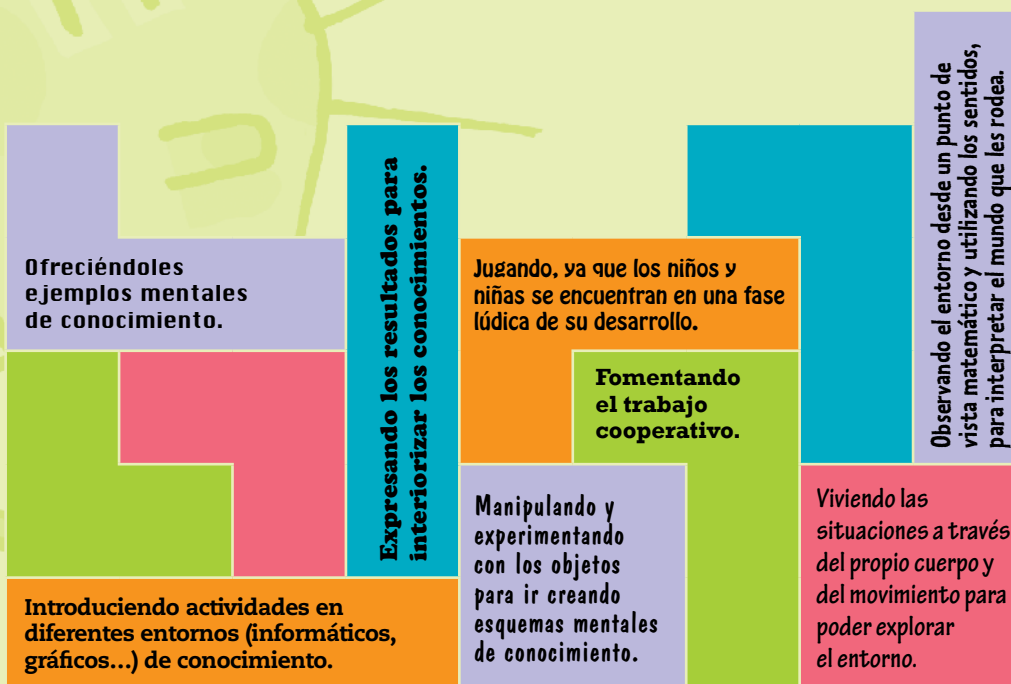 Ofreciéndoles
ejemplos mentales
de conocimiento.
Expresando los resultados para
interiorizar los conocimientos.
Jugando, ya que los niños y
niñas se encuentran en una fase
lúdica de su desarrollo.
Fomentando
el trabajo
cooperativo.
Observando el entorno desde un punto de
vista matemático y utilizando los sentidos,
para interpretar el mundo que les rodea.
Introduciendo actividades en
diferentes entornos (informáticos,
gráficos...) de conocimiento.
Manipulando y
experimentando
con los objetos
para ir creando
esquemas mentales
de conocimiento.
Viviendo las
situaciones a través
del propio cuerpo y
del movimiento para
poder explorar
el entorno.